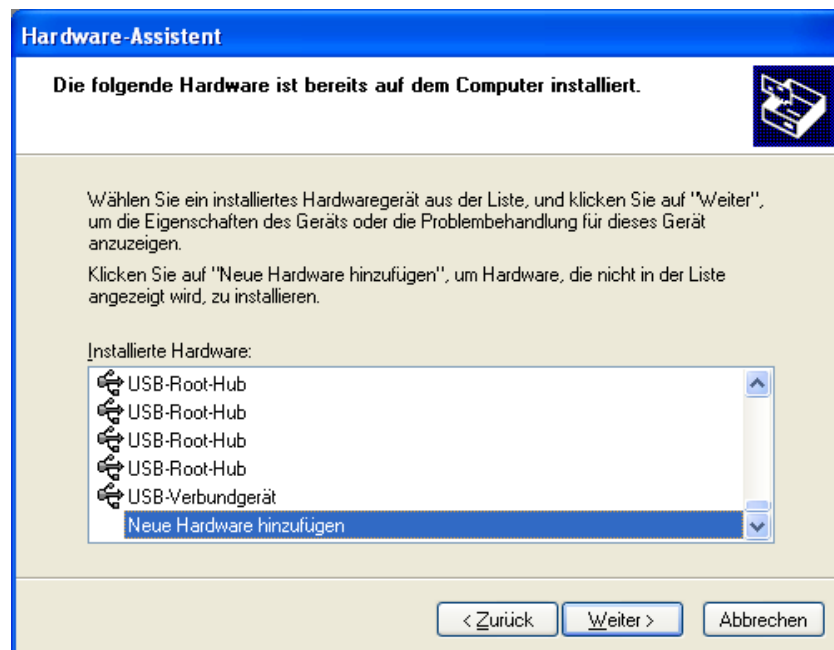 Hardware-Assistent
Die folgende Hardware ist bereits auf dem Computer installiert.
Wählen Sie ein installiertes Hardwaregerät aus der Liste, und klicken Sie auf "Weiter",
um die Eigenschaften des Geräts oder die Problembehandlung für dieses Gerät
anzuzeigen.
Klicken Sie auf "Neue Hardware hinzufügen", um Hardware, die nicht in der Liste
angezeigt wird, zu installieren.
Installierte Hardware:
USB-Root-Hub
USB-Root-Hub
USB-Root-Hub
USB-Root-Hub
USB-Verbundgerät
Neue Hardware hinzufügen
< Zurück Weiter > Abbrechen